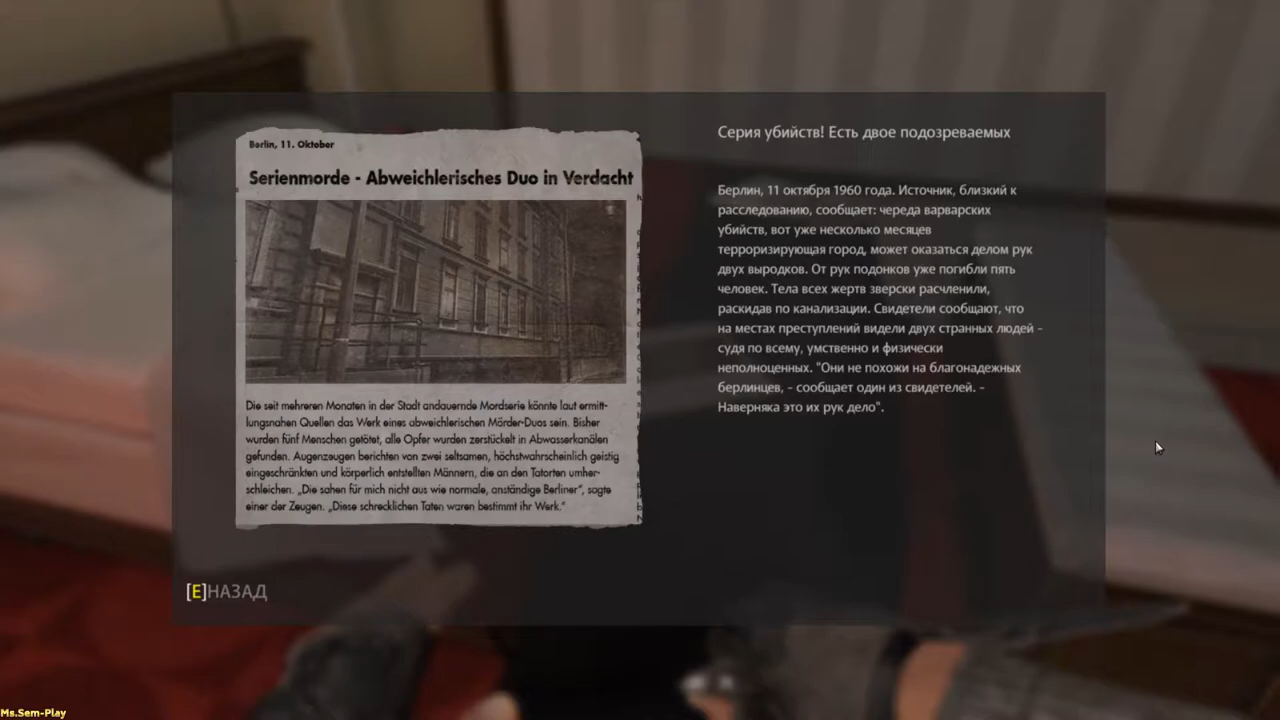 Berlin, 11. Oktober
Serienmorde - Abweichlerisches Duo in Verdacht
Die seit mehreren Monaten in der Stadt andauernde Mordserie könnte laut ermitt-
lungsnahen Quellen das Werk eines abweichlerischen Mörder-Duos sein. Bisher
wurden fünf Menschen getötet, alle Opfer wurden zerstückelt in Abwasserkanälen
gefunden. Augenzeugen berichten von zwei seltsamen, höchstwahrscheinlich geistig
eingeschränkten und körperlich entstellten Männern, die an den Tatorten umher-
schleichen. „Die sahen für mich nicht aus wie normale, anständige Berliner“, sagte
einer der Zeugen. „Diese schrecklichen Taten waren bestimmt ihr Werk.“
Серия убийств! Есть двое подозреваемых
Берлин, 11 октября 1960 года. Источник, близкий к
расследованию, сообщает: череда варварских
убийств, вот уже несколько месяцев
терроризирующая город, может оказаться делом рук
двух выродков. От рук подонков уже погибли пять
человек. Тела всех жертв зверски расчленили,
раскидав по канализации. Свидетели сообщают, что
на местах преступлений видели двух странных людей –
судя по всему, умственно и физически
неполноценных. "Они не похожи на благонадежных
берлинцев, – сообщает один из свидетелей. –
Наверняка это их рук дело".
[E]НАЗАД
Ms.Sem-Play